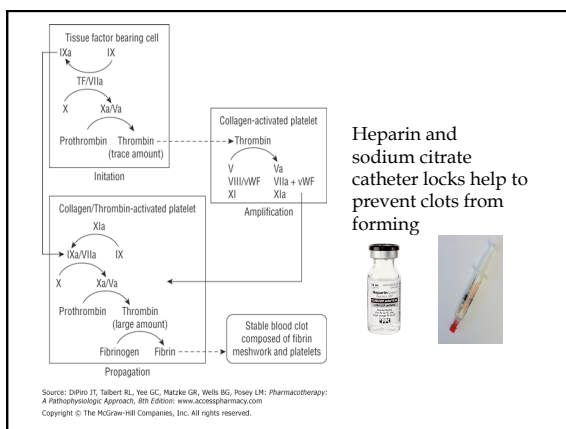 Tissue factor bearing cell
IXa IX
TF/VIIa
X Xa/Va
Prothrombin Thrombin
(trace amount)
Initation
Collagen-activated platelet
Thrombin
V Va
VIII/vWF VIIa + vWF
XI XIa
Amplification
Collagen/Thrombin-activated platelet
XIa
IXa/VIIa IX
X Xa/Va
Prothrombin Thrombin
(large amount)
Fibrinogen Fibrin
Propagation
Stable blood clot
composed of fibrin
meshwork and platelets
Source: DiPiro JT, Talbert RL, Yee GC, Matzke GR, Wells BG, Posey LM: Pharmacotherapy:
A Pathophysiologic Approach, 8th Edition: www.accesspharmacy.com
Copyright © The McGraw-Hill Companies, Inc. All rights reserved.
Heparin and
sodium citrate
catheter locks help to
prevent clots from
forming
Heparin